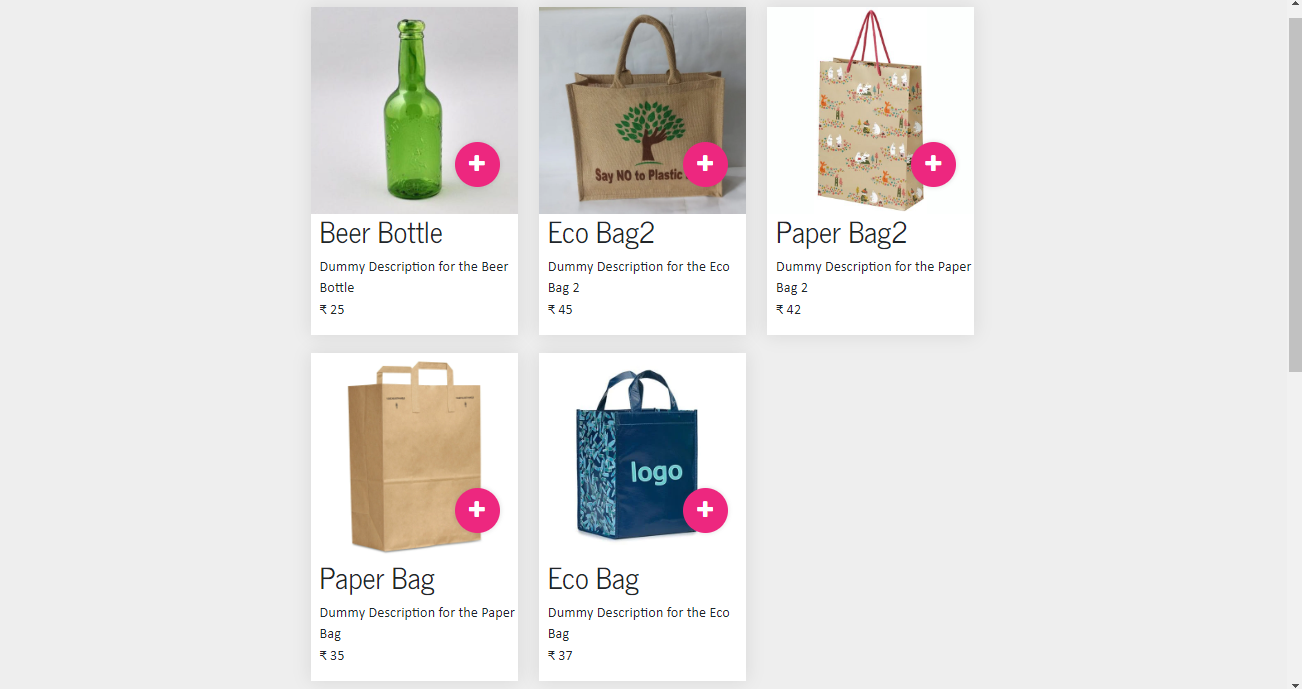 Say NO to Plastic
Beer Bottle
Dummy Description for the Beer
Bottle
₹ 25
Eco Bag2
Dummy Description for the Eco
Bag 2
₹ 45
Paper Bag2
Dummy Description for the Paper
Bag 2
₹ 42
logo
Paper Bag
Dummy Description for the Paper
Bag
₹ 35
Eco Bag
Dummy Description for the Eco
Bag
₹ 37